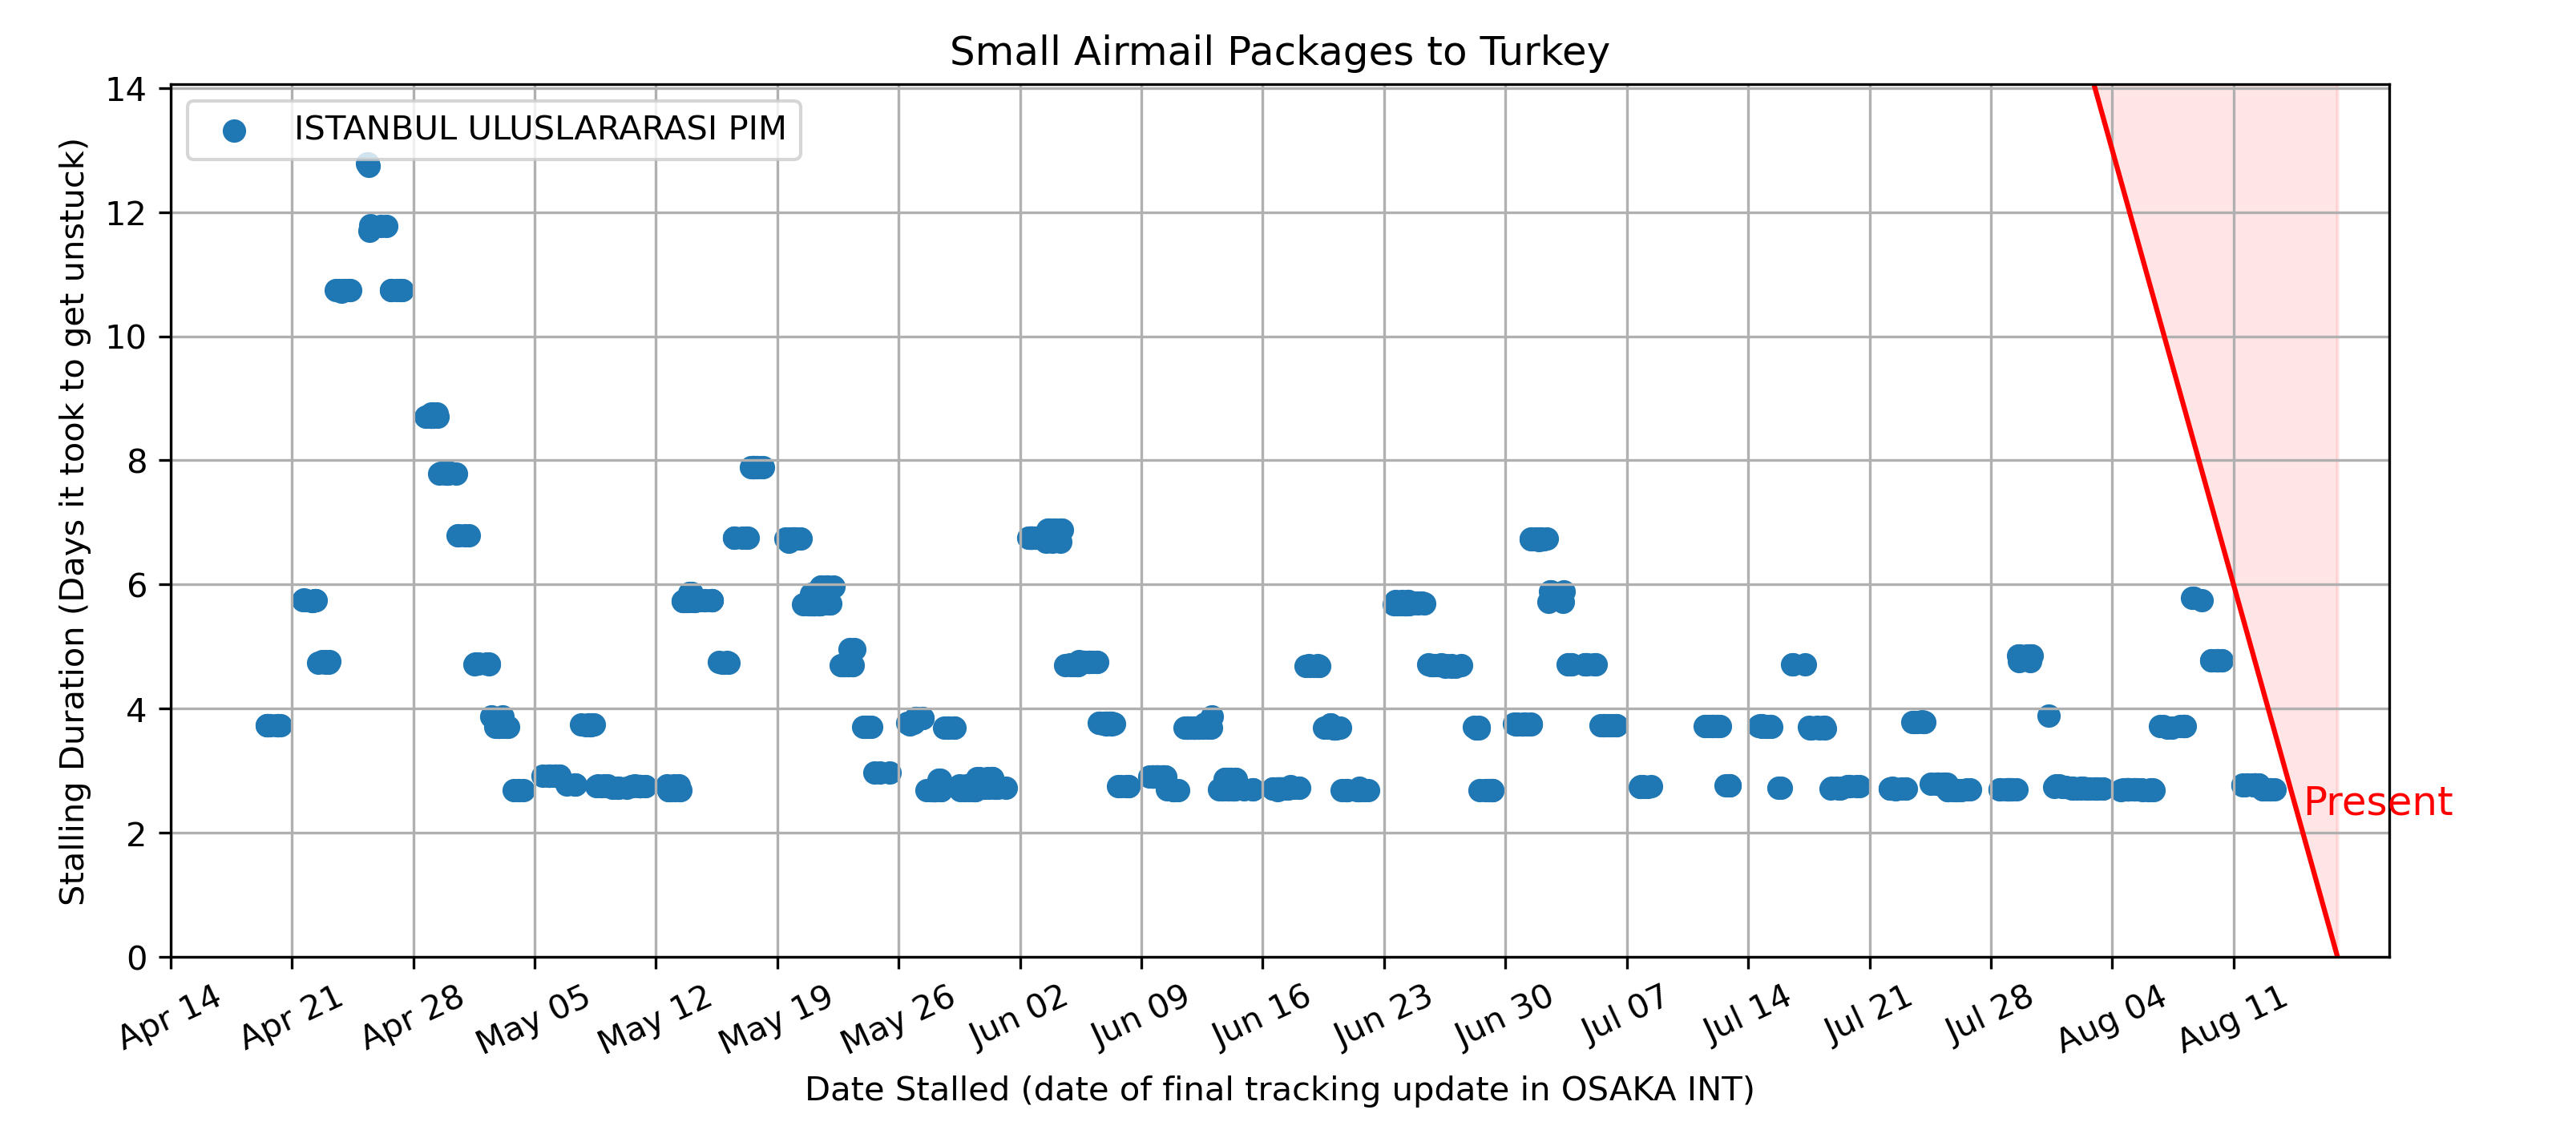 Small Airmail Packages to Turkey
ISTANBUL ULUSLARARASI PIM
Stalling Duration (Days it took to get unstuck)
14
12
10
8
6
4
2
0
Present
Apr 14
Apr 21
Apr 28
May 05
May 12
May 19
May 26
Jun 02
Jun 09
Jun 16
Jun 23
Jun 30
Jul 07
Jul 14
Jul 21
Jul 28
Aug 04
Aug 11
Date Stalled (date of final tracking update in OSAKA INT)